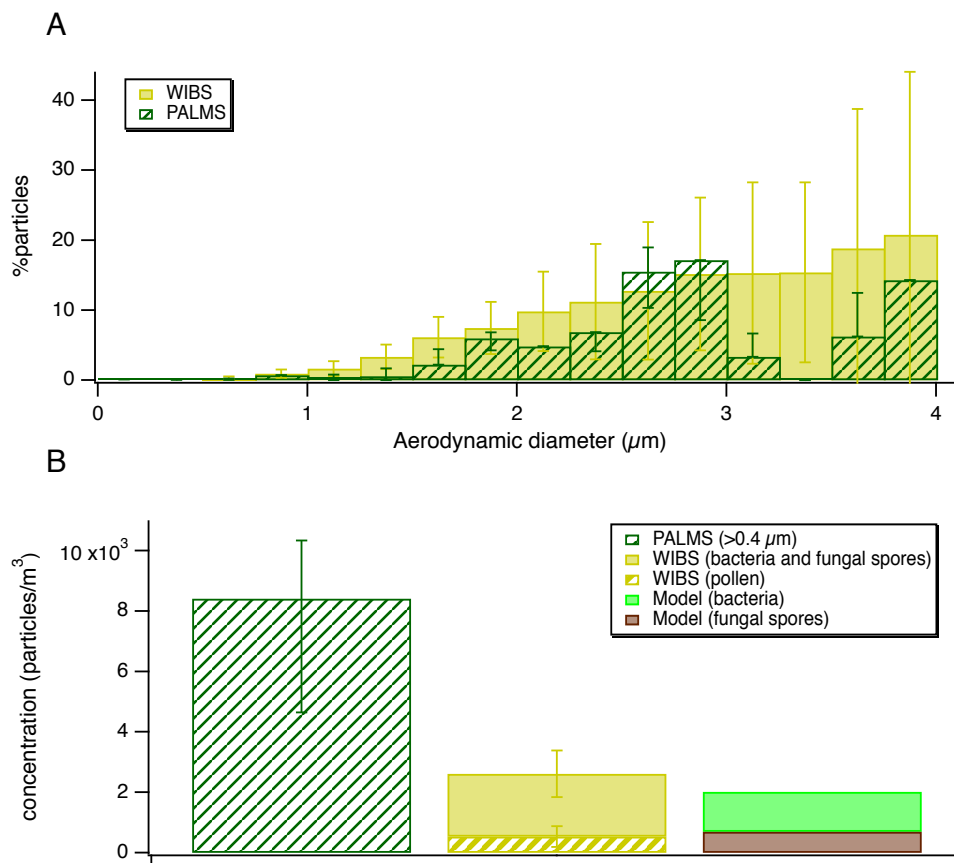 A
WIBS
PALMS
40
30
20
10
0
%particles
0 1 2 3 4
Aerodynamic diameter (µm)
B
PALMS (>0.4 µm)
WIBS (bacteria and fungal spores)
WIBS (pollen)
Model (bacteria)
Model (fungal spores)
10 x10³
8
6
4
2
0
concentration (particles/m³)